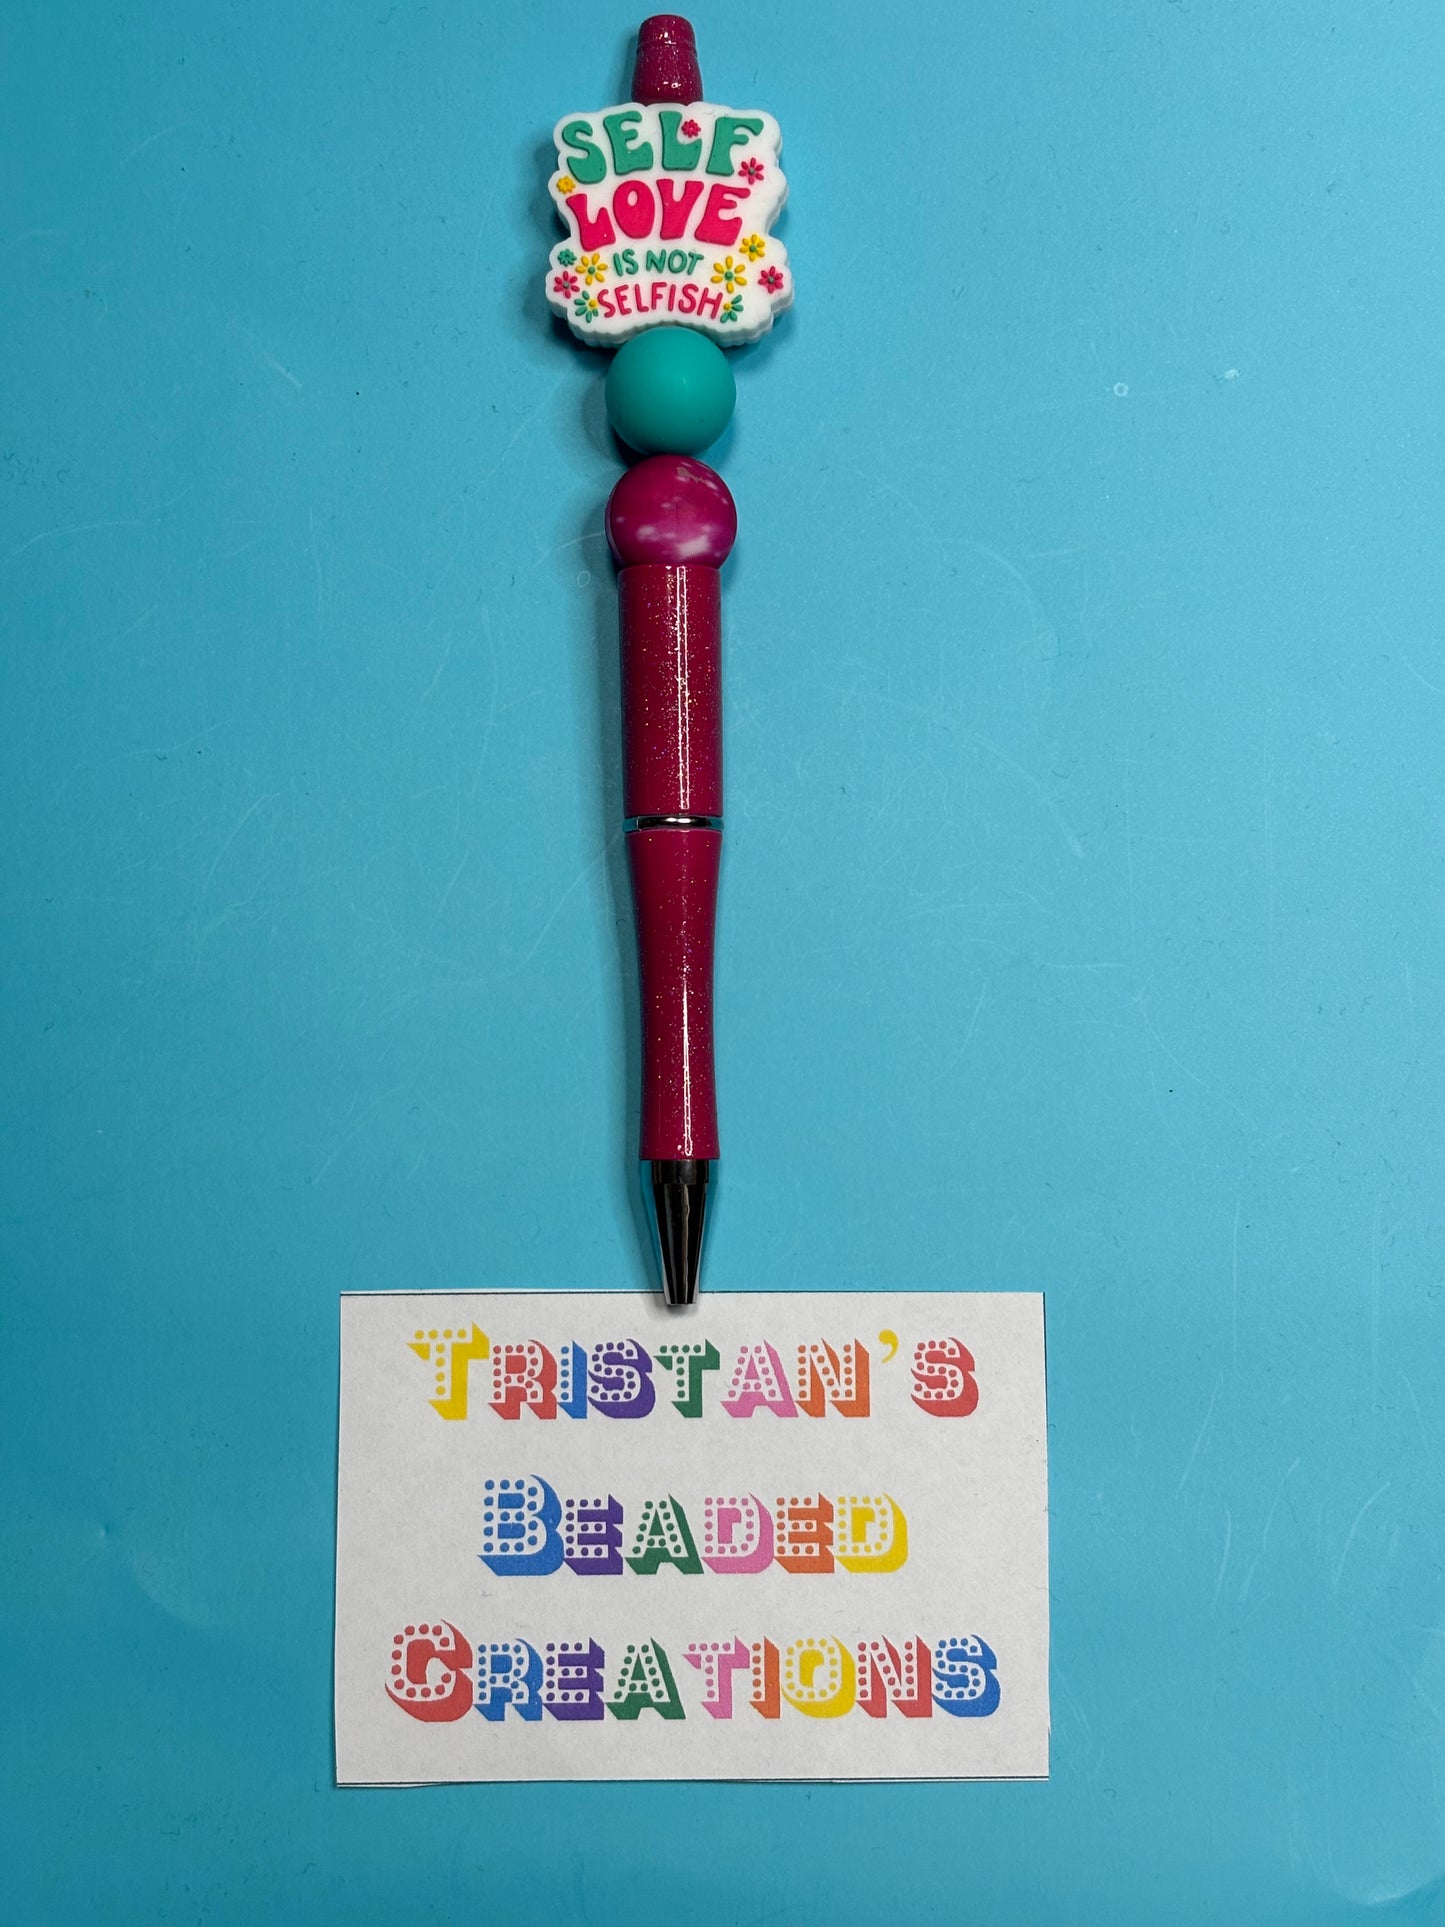 SELF
LOVE
IS NOT
SELFISH
TRISTAN'S
BEADED
CREATIONS